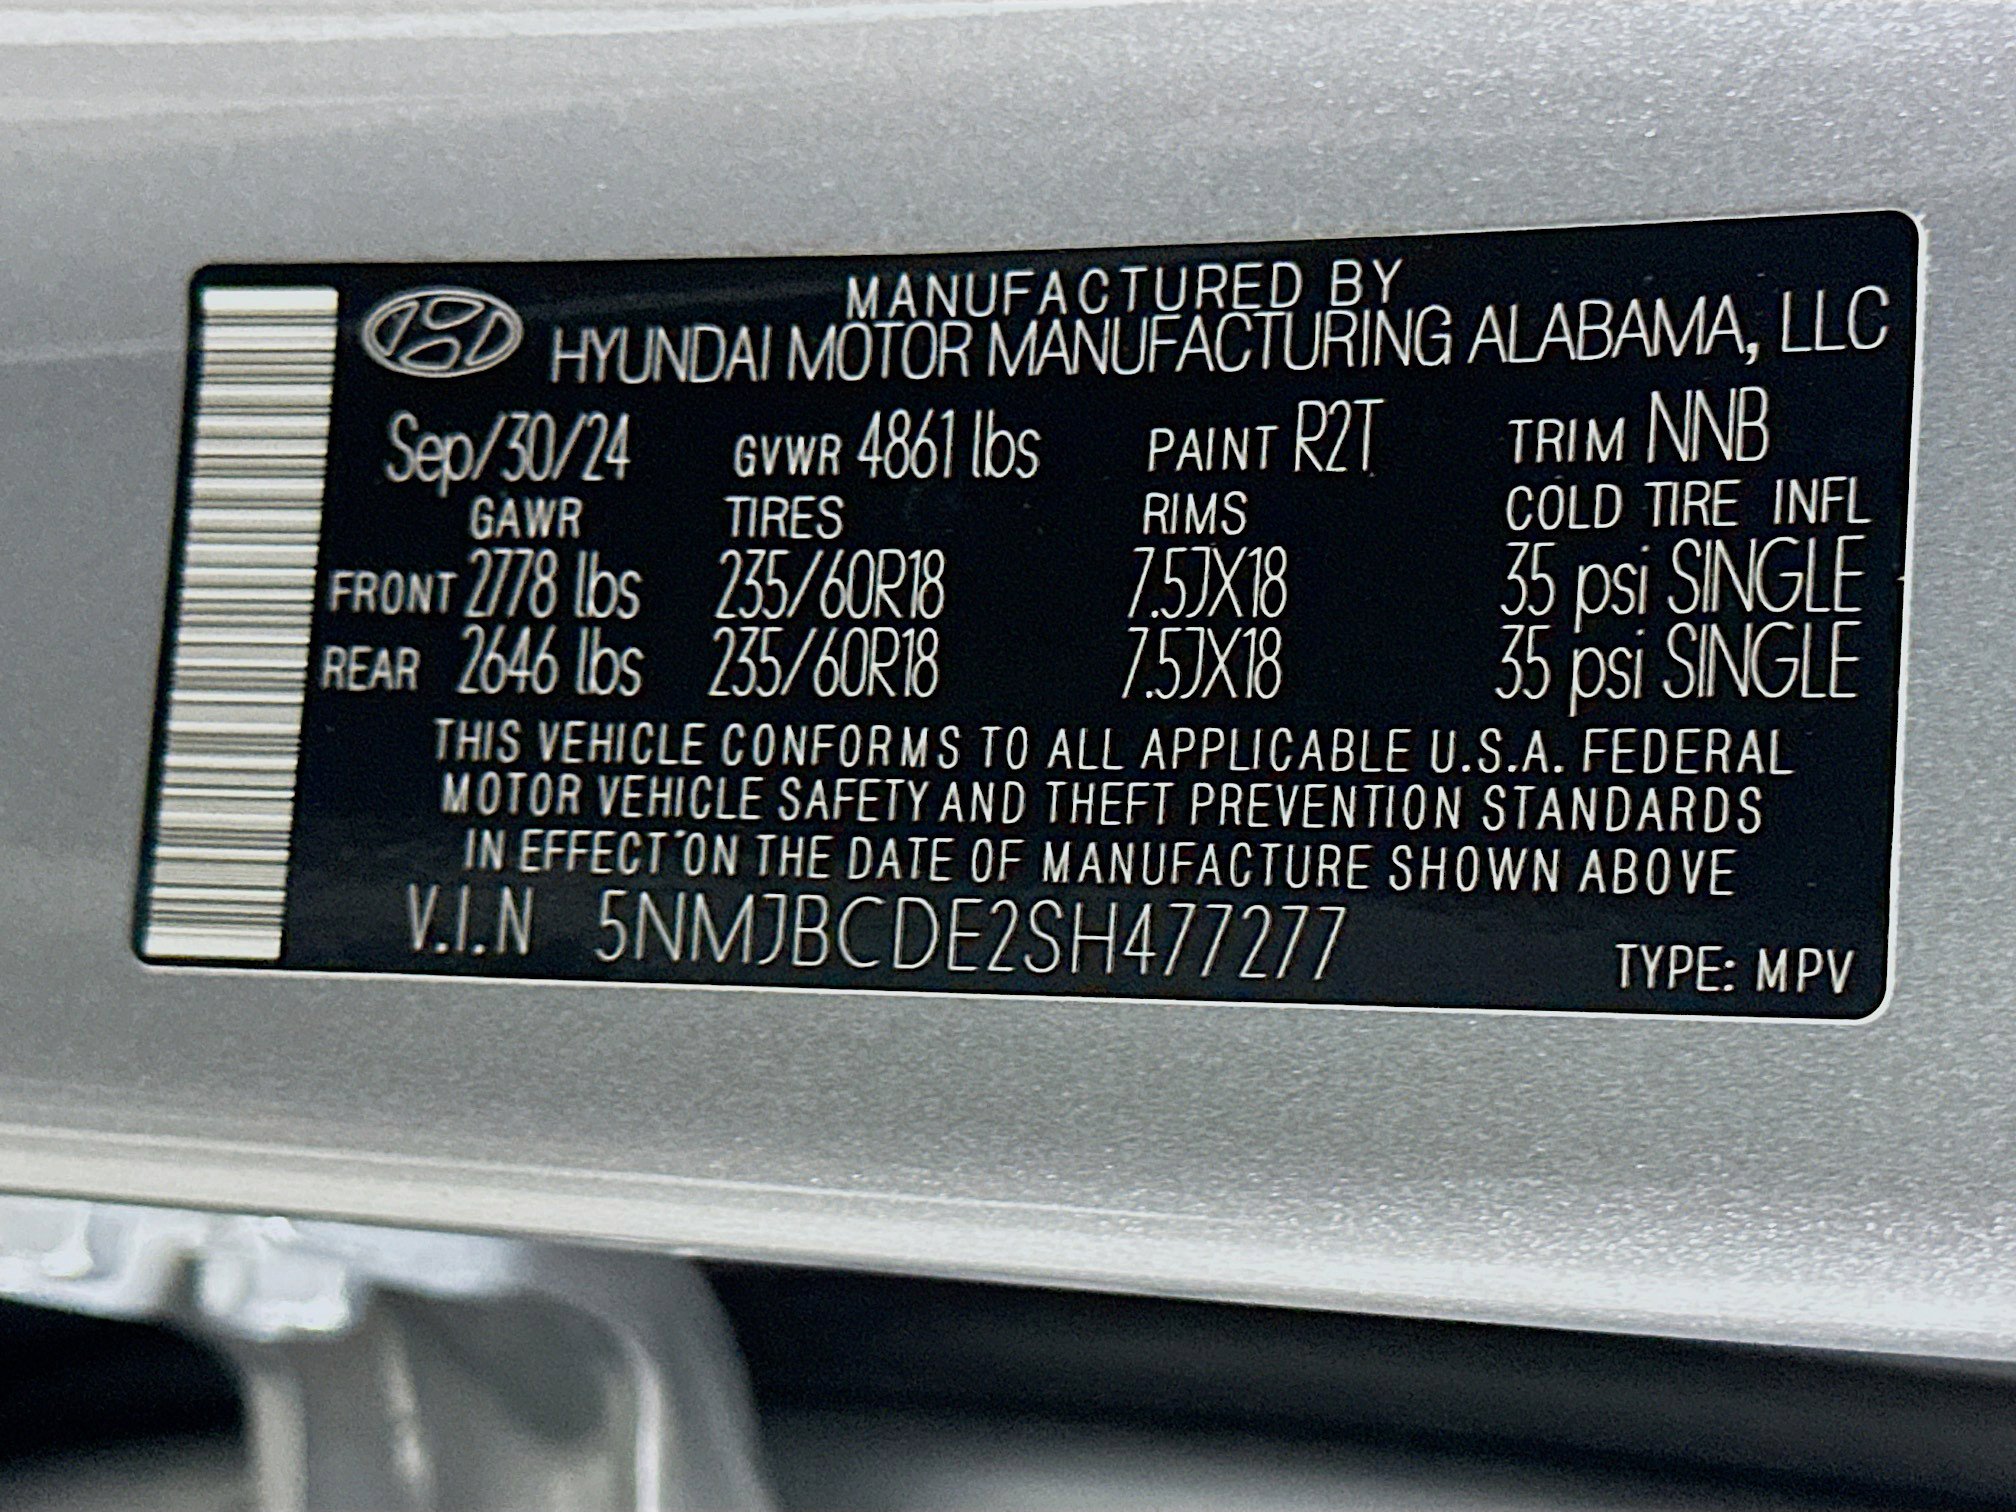 MANUFACTURED BY
HYUNDAI MOTOR MANUFACTURING ALABAMA, LLC
Sep/30/24 GVWR 4861 lbs PAINT R2T TRIM NNB
GAWR TIRES RIMS COLD TIRE INFL
FRONT 2778 lbs 235/60R18 7.5JX18 35 psi SINGLE
REAR 2646 lbs 235/60R18 7.5JX18 35 psi SINGLE
THIS VEHICLE CONFORMS TO ALL APPLICABLE U.S.A. FEDERAL
MOTOR VEHICLE SAFETY AND THEFT PREVENTION STANDARDS
IN EFFECT ON THE DATE OF MANUFACTURE SHOWN ABOVE
V.I.N 5NMJBCDE2SH477277 TYPE: MPV